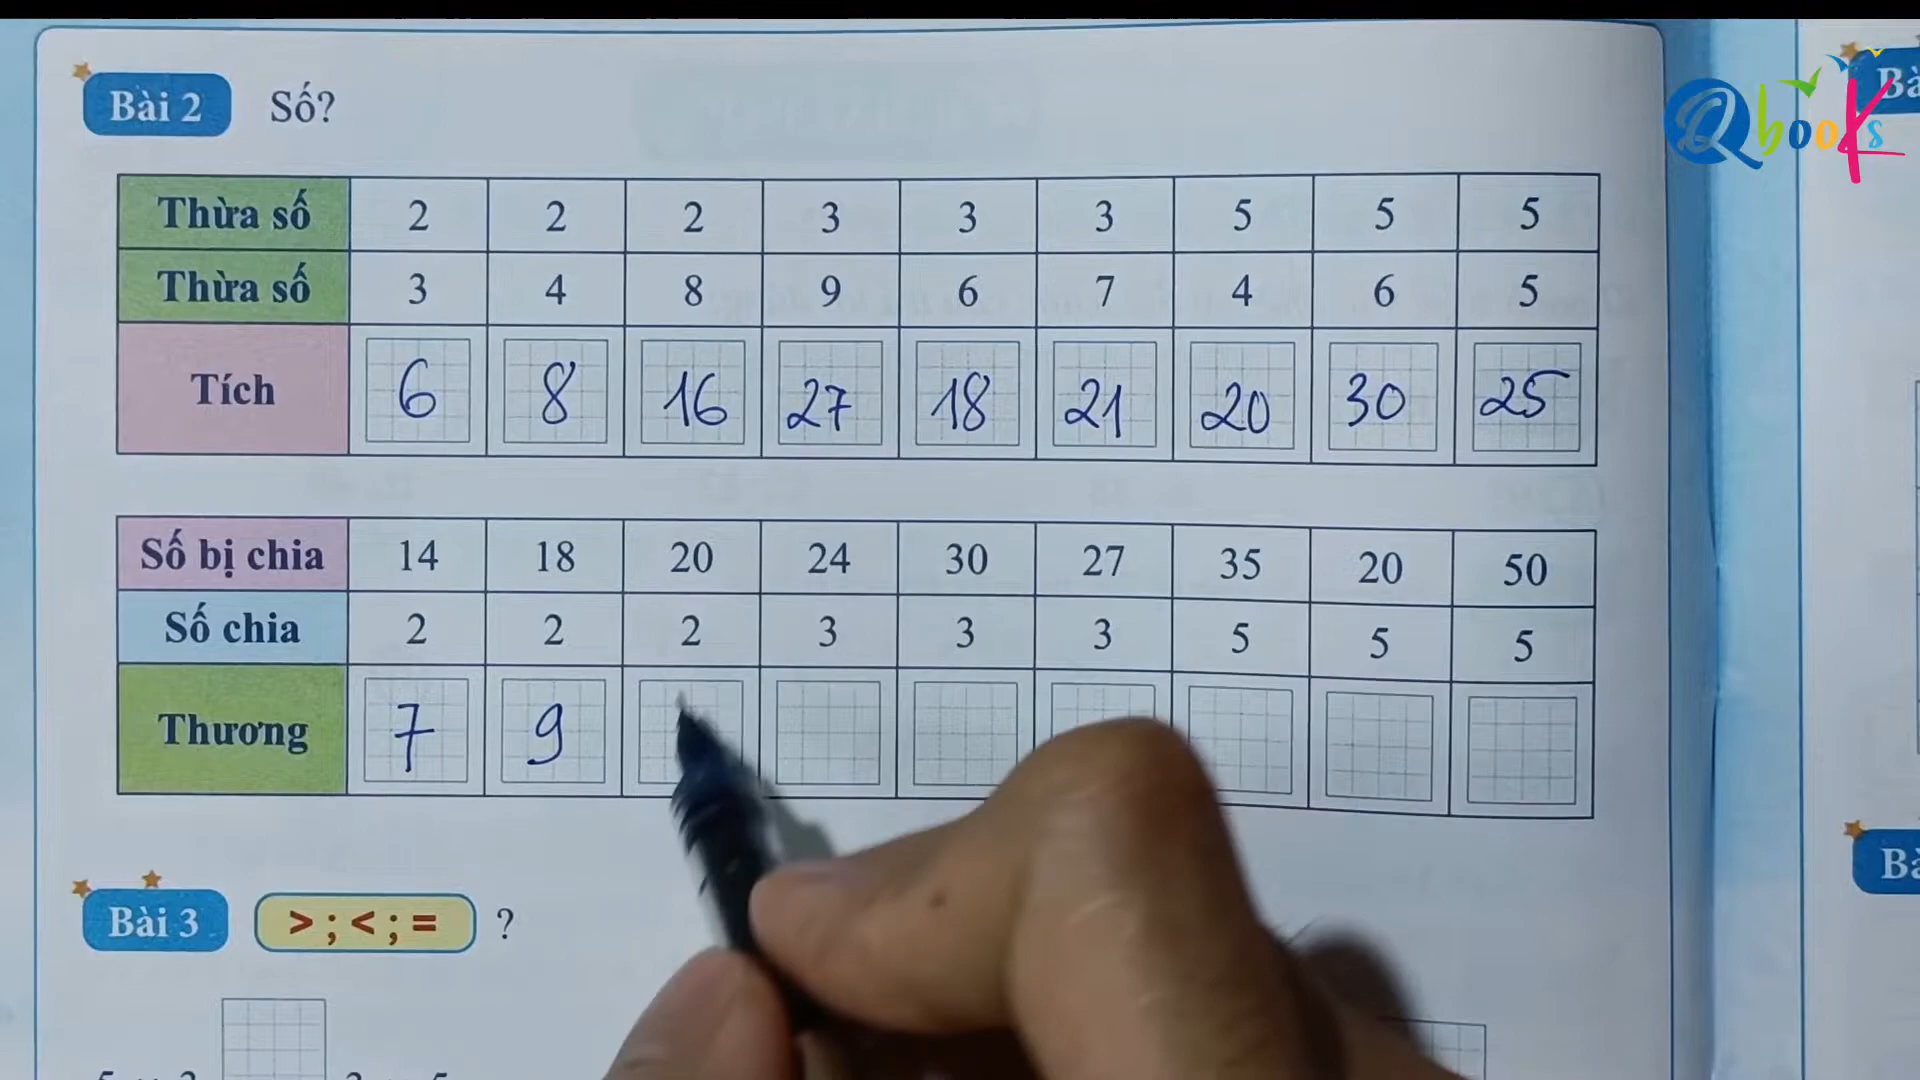 Bài 2 Số?
Qbooks
Bà
Thừa số 2 2 2 3 3 3 5 5 5
Thừa số 3 4 8 9 6 7 4 6 5
Tích 6 8 16 27 18 21 20 30 25
Số bị chia 14 18 20 24 30 27 35 20 50
Số chia 2 2 2 3 3 3 5 5 5
Thương 7 9
Bài 3 > ; < ; = ?